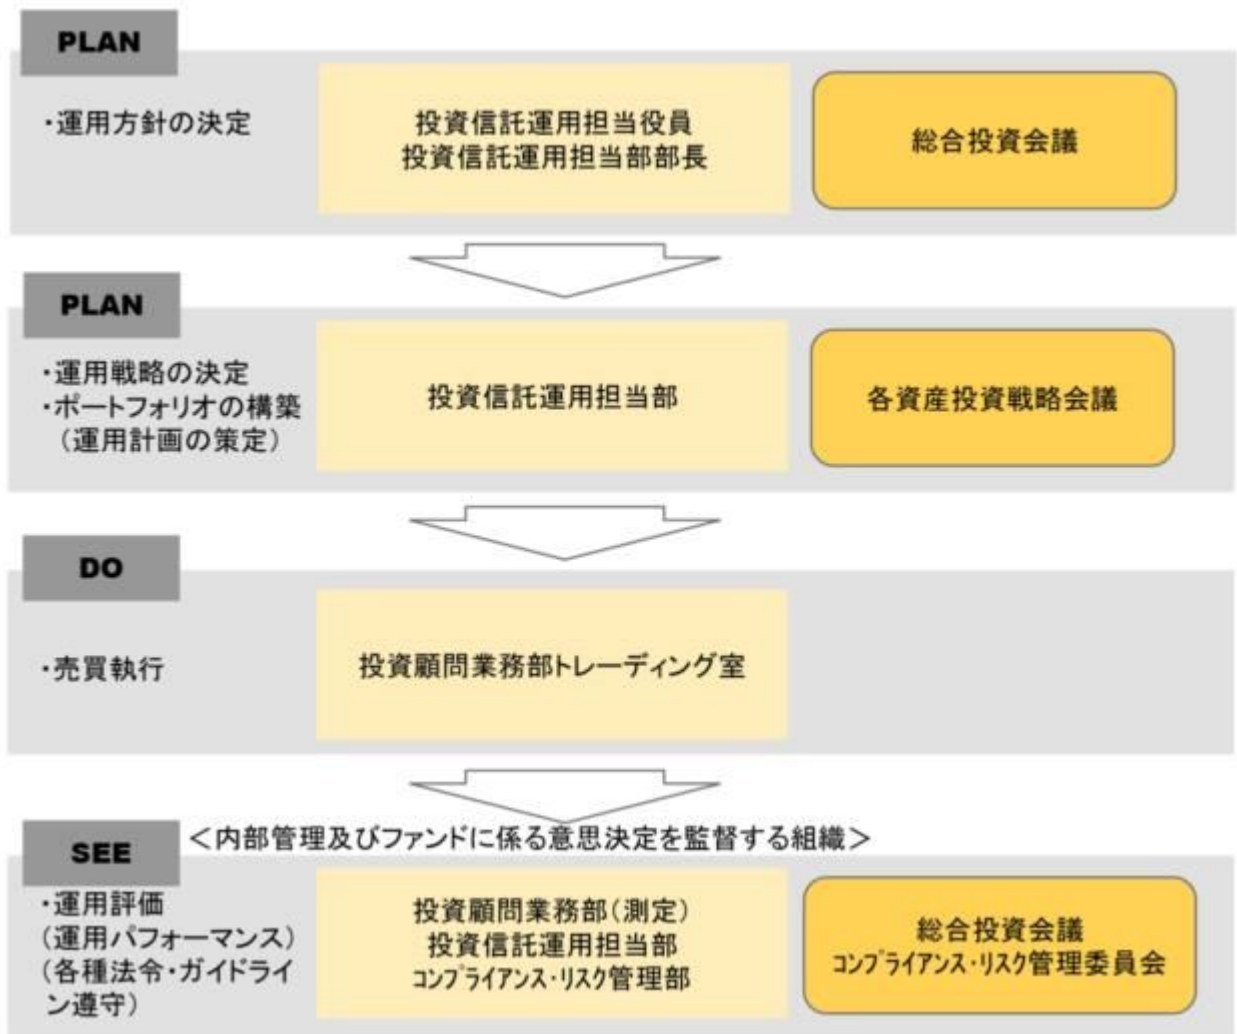 PLAN
・運用方針の決定
投資信託運用担当役員
投資信託運用担当部部長
総合投資会議
PLAN
・運用戦略の決定
・ポートフォリオの構築
（運用計画の策定）
投資信託運用担当部
各資産投資戦略会議
DO
・売買執行
投資顧問業務部トレーディング室
SEE
＜内部管理及びファンドに係る意思決定を監督する組織＞
・運用評価
（運用パフォーマンス）
（各種法令・ガイドライ
ン遵守）
投資顧問業務部（測定）
投資信託運用担当部
ｺﾝﾌﾟﾗｲｱﾝｽ・ﾘｽｸ管理部
総合投資会議
ｺﾝﾌﾟﾗｲｱﾝｽ・ﾘｽｸ管理委員会